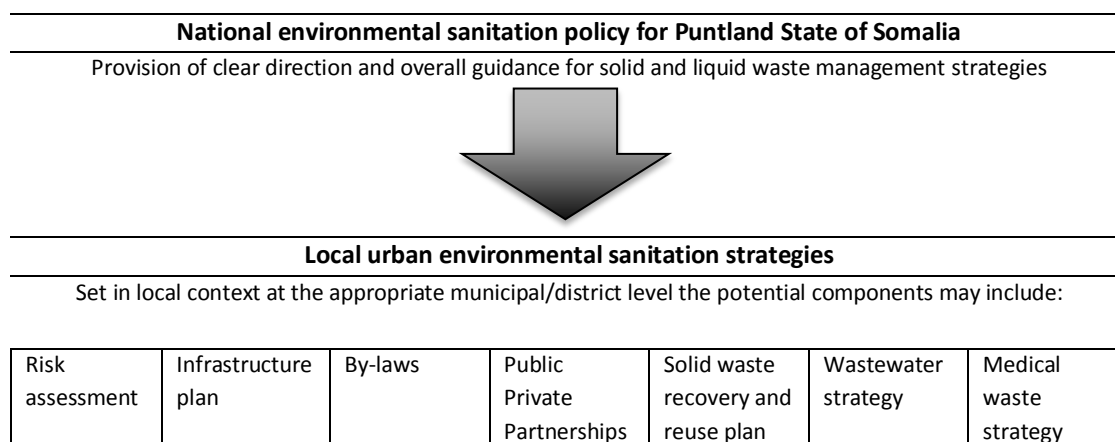 National environmental sanitation policy for Puntland State of Somalia
Provision of clear direction and overall guidance for solid and liquid waste management strategies
Local urban environmental sanitation strategies
Set in local context at the appropriate municipal/district level the potential components may include:
Risk assessment
Infrastructure plan
By-laws
Public Private Partnerships
Solid waste recovery and reuse plan
Wastewater strategy
Medical waste strategy